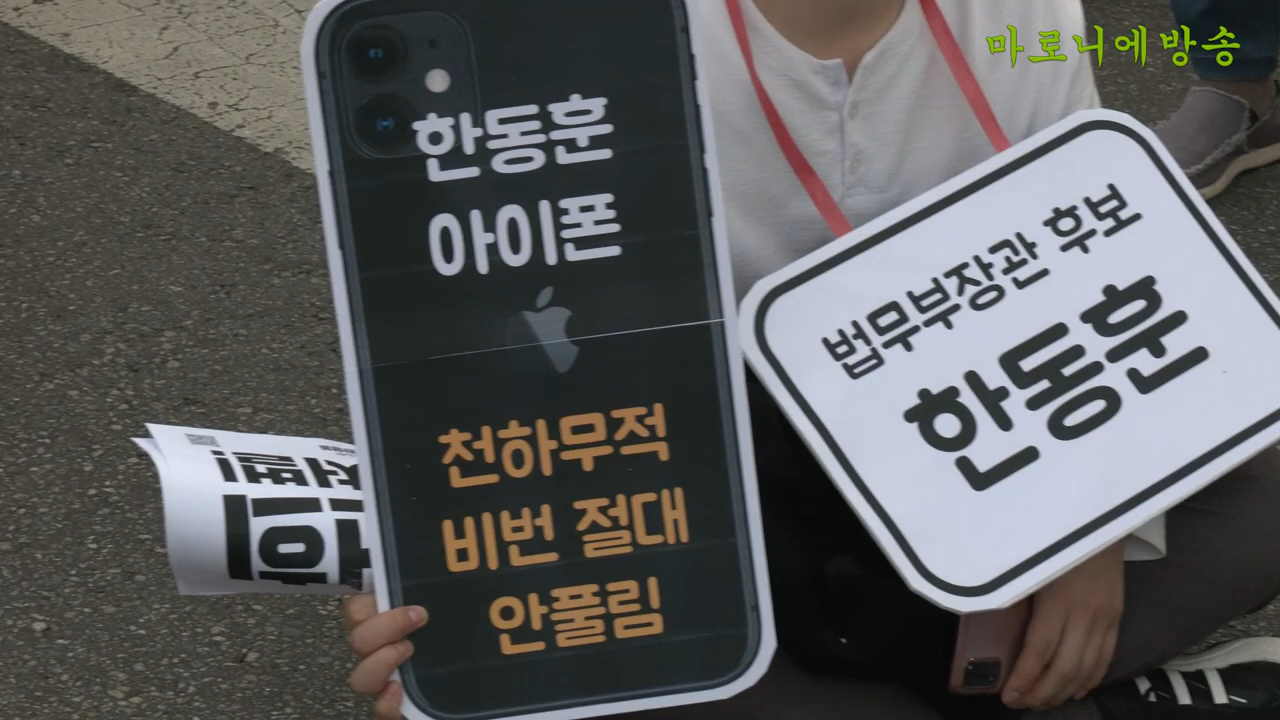 마로니에방송
한동훈
아이폰
천하무적
비번 절대
안풀림
법무부장관 후보
한동훈